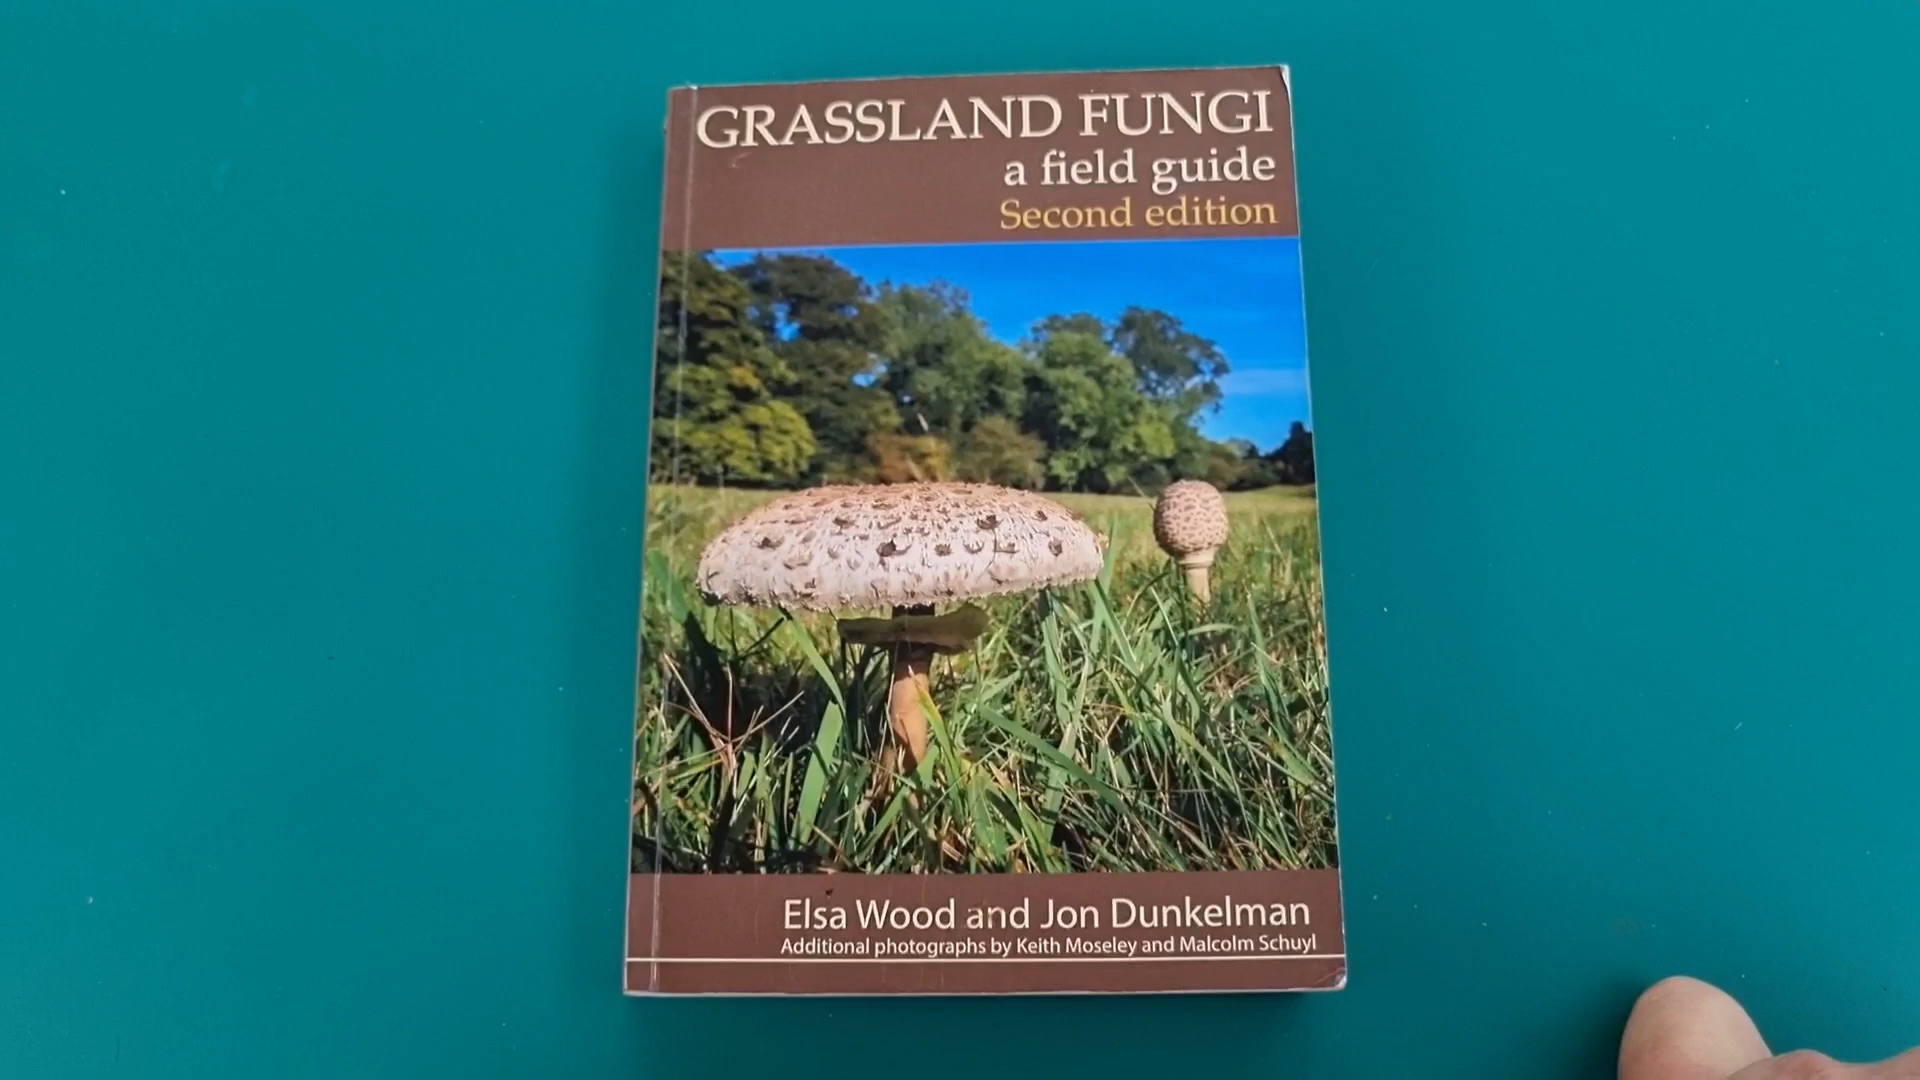 GRASSLAND FUNGI
a field guide
Second edition
Elsa Wood and Jon Dunkelman
Additional photographs by Keith Moseley and Malcolm Schuyl